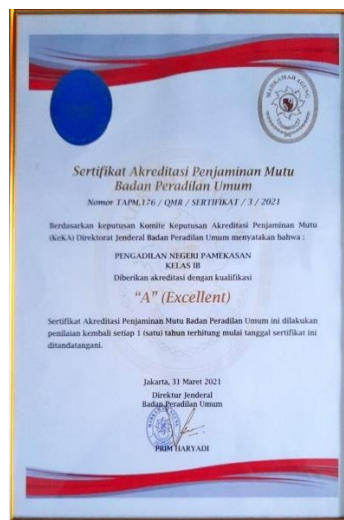 MAHKAMAH AGUNG
Sertifikat Akreditasi Penjaminan Mutu
Badan Peradilan Umum
Nomor TAPM.176 / QMR / SERTIFIKAT / 3 / 2021
Berdasarkan keputusan Komite Keputusan Akreditasi Penjaminan Mutu
(KeKA) Direktorat Jenderal Badan Peradilan Umum menyatakan bahwa :
PENGADILAN NEGERI PAMEKASAN
KELAS IB
Diberikan akreditasi dengan kualifikasi
“A” (Excellent)
Sertifikat Akreditasi Penjaminan Mutu Badan Peradilan Umum ini dilakukan
penilaian kembali setiap 1 (satu) tahun terhitung mulai tanggal sertifikat ini
ditandatangani.
Jakarta, 31 Maret 2021
Direktur Jenderal
Badan Peradilan Umum
PRIM HARYADI